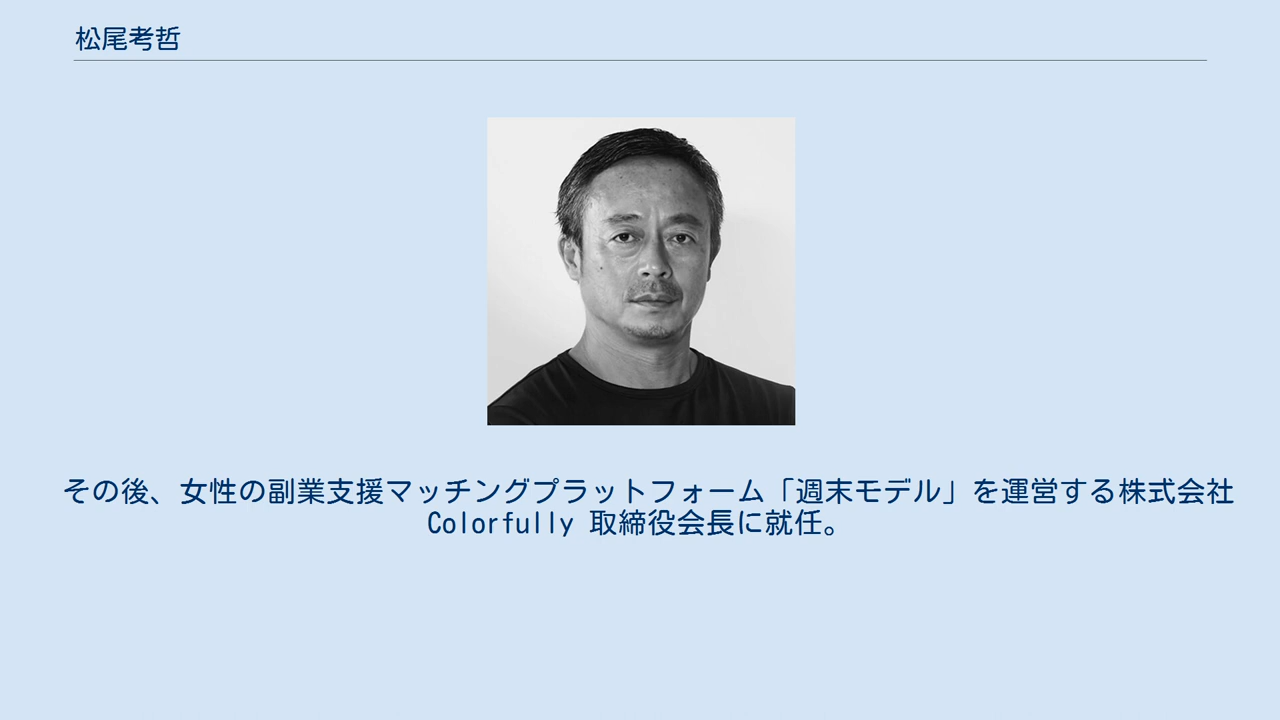 松尾考哲
その後、女性の副業支援マッチングプラットフォーム「週末モデル」を運営する株式会社
Colorfully 取締役会長に就任。